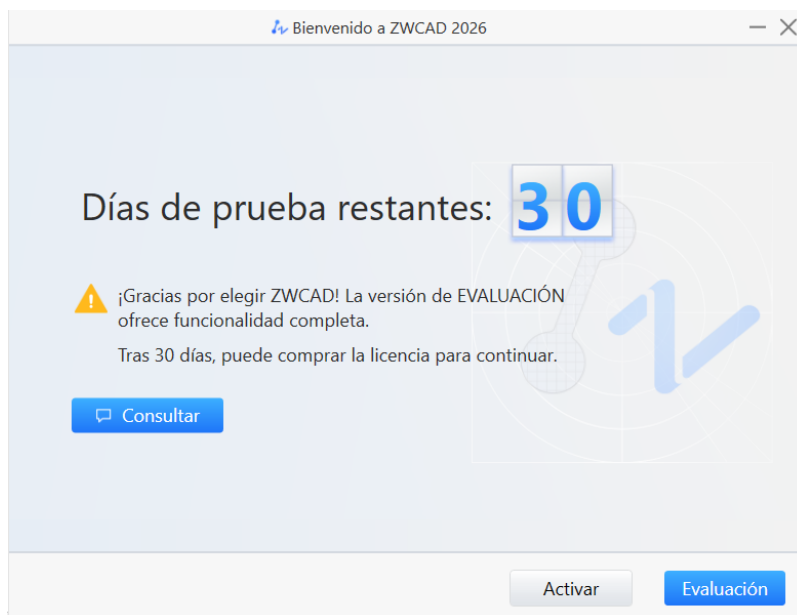 Bienvenido a ZWCAD 2026
Días de prueba restantes: 30
¡Gracias por elegir ZWCAD! La versión de EVALUACIÓN
ofrece funcionalidad completa.
Tras 30 días, puede comprar la licencia para continuar.
Consultar
Activar
Evaluación